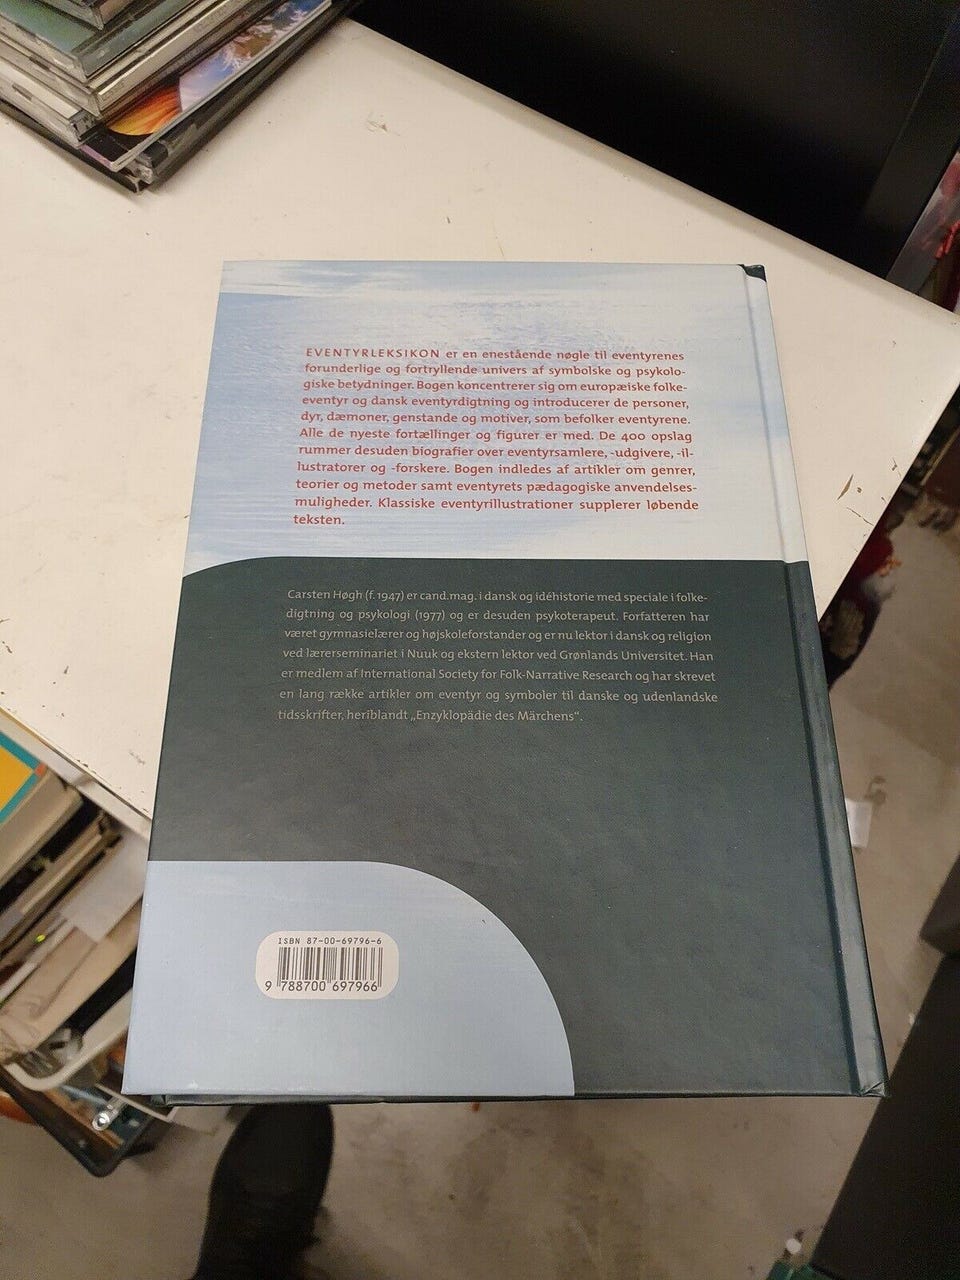 EVENTYRLEKSIKON er en enestående nøgle til eventyrenes
forunderlige og fortryllende univers af symbolske og psykolo-
giske betydninger. Bogen koncentrerer sig om europæiske folke-
eventyr og dansk eventyrdigtning og introducerer de personer,
dyr, dæmoner, genstande og motiver, som befolker eventyrene.
Alle de nyeste fortællinger og figurer er med. De 400 opslag
rummer desuden biografier over eventyrsamlere, -udgivere, -il-
lustratorer og -forskere. Bogen indledes af artikler om genrer,
teorier og metoder samt eventyrets pædagogiske anvendelses-
muligheder. Klassiske eventyrillustrationer supplerer løbende
teksten.
Carsten Høgh (f. 1947) er cand.mag. i dansk og idéhistorie med speciale i folke-
digtning og psykologi (1977) og er desuden psykoterapeut. Forfatteren har
været gymnasielærer og højskoleforstander og er nu lektor i dansk og religion
ved lærerseminariet i Nuuk og ekstern lektor ved Grønlands Universitet. Han
er medlem af International Society for Folk-Narrative Research og har skrevet
en lang række artikler om eventyr og symboler til danske og udenlandske
tidsskrifter, heriblandt „Enzyklopädie des Märchens“.
ISBN 87-00-69796-6
9 788700 697966